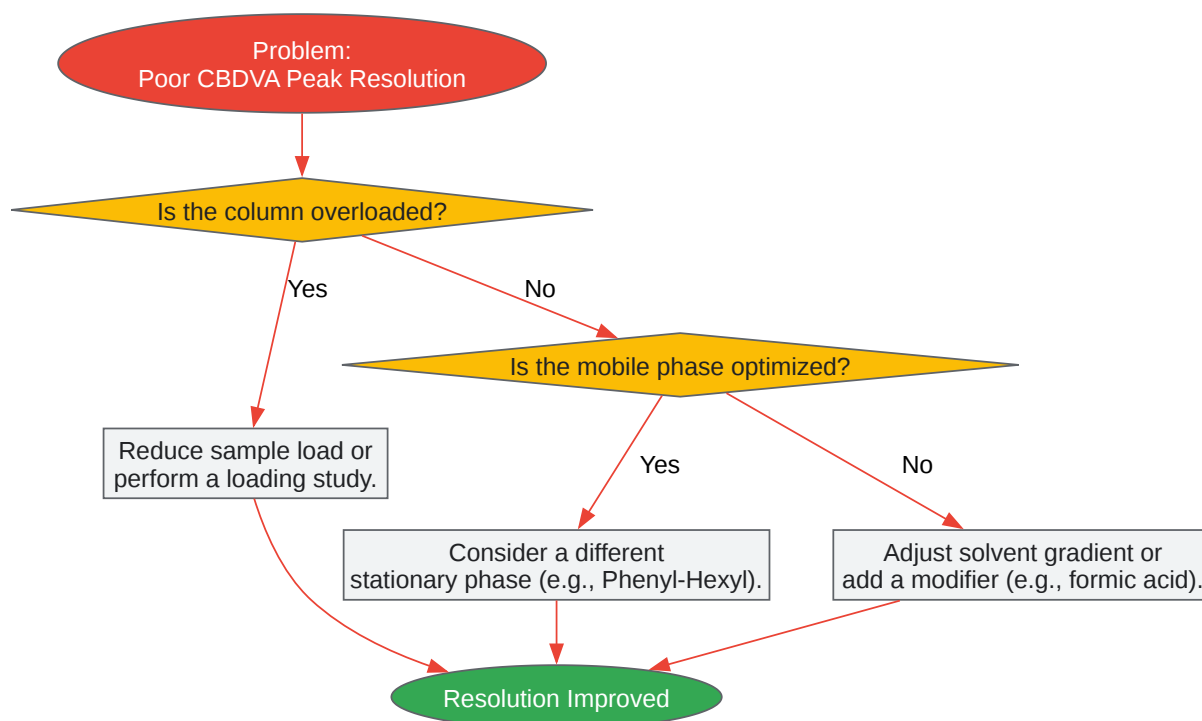 Problem:
Poor CBDVA Peak Resolution
Is the column overloaded?
Yes
No
Is the mobile phase optimized?
Reduce sample load or
perform a loading study.
Yes
No
Consider a different
stationary phase (e.g., Phenyl-Hexyl).
Adjust solvent gradient or
add a modifier (e.g., formic acid).
Resolution Improved